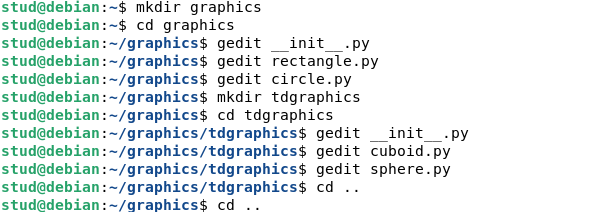 stud@debian:~$ mkdir graphics
stud@debian:~$ cd graphics
stud@debian:~/graphics$ gedit __init__.py
stud@debian:~/graphics$ gedit rectangle.py
stud@debian:~/graphics$ gedit circle.py
stud@debian:~/graphics$ mkdir tdgraphics
stud@debian:~/graphics$ cd tdgraphics
stud@debian:~/graphics/tdgraphics$ gedit __init__.py
stud@debian:~/graphics/tdgraphics$ gedit cuboid.py
stud@debian:~/graphics/tdgraphics$ gedit sphere.py
stud@debian:~/graphics/tdgraphics$ cd ..
stud@debian:~/graphics$ cd ..